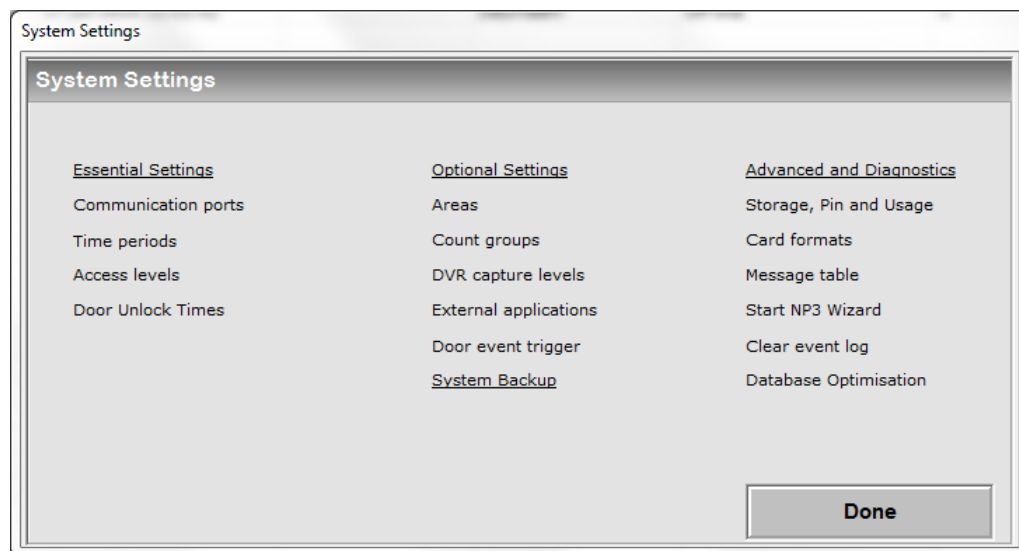 System Settings
System Settings
Essential Settings
Communication ports
Time periods
Access levels
Door Unlock Times
Optional Settings
Areas
Count groups
DVR capture levels
External applications
Door event trigger
System Backup
Advanced and Diagnostics
Storage, Pin and Usage
Card formats
Message table
Start NP3 Wizard
Clear event log
Database Optimisation
Done